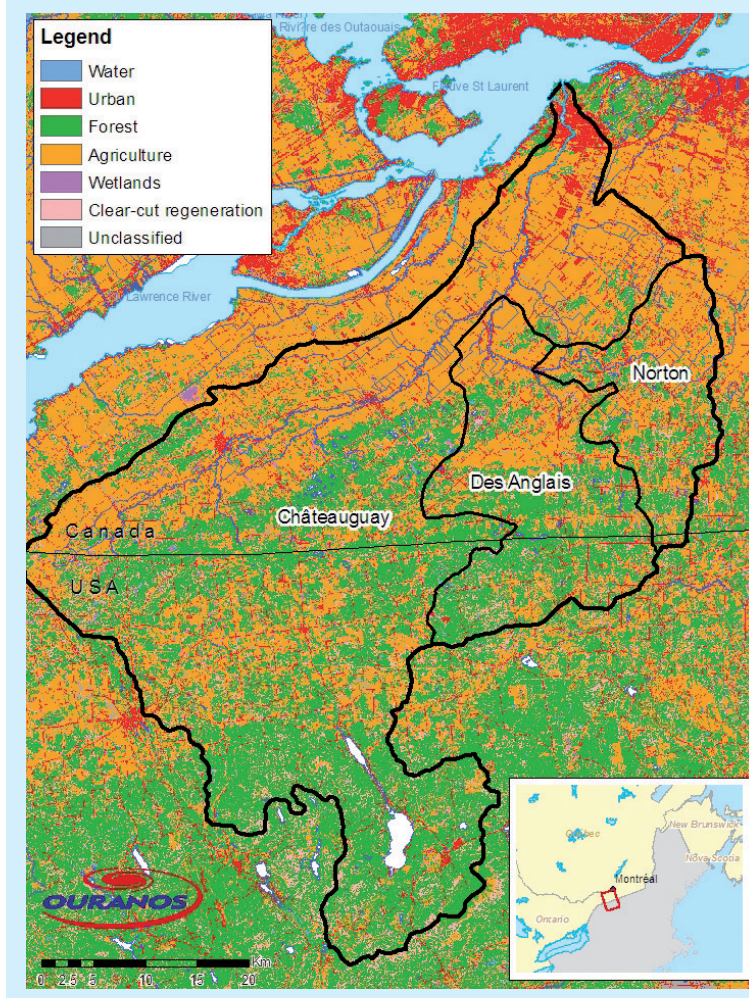 Rivi?re des Outaouais
Legend
Water
Urban
Forest
Agriculture
Wetlands
Clear-cut regeneration
Unclassified
Fleuve St Laurent
Lawrence River
Norton
Des Anglais
Châteauguay
Canada
USA
OURANOS
Km
0 2,5 5 10 15 20
Québec
New Brunswick
Nova Scotia
Montréal
Ontario